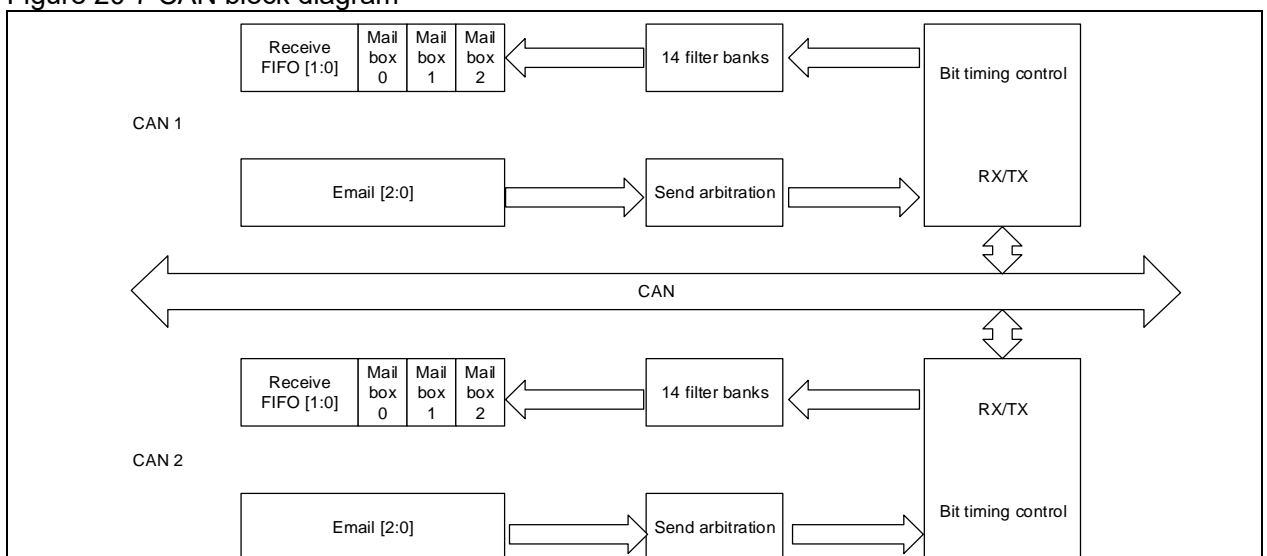 Figure CAN block diagram
Receive
FIFO [1:0]
Mail
box
0
Mail
box
1
Mail
box
2
14 filter banks
Bit timing control
CAN 1
Email [2:0]
Send arbitration
RX/TX
CAN
Receive
FIFO [1:0]
Mail
box
0
Mail
box
1
Mail
box
2
14 filter banks
RX/TX
CAN 2
Email [2:0]
Send arbitration
Bit timing control